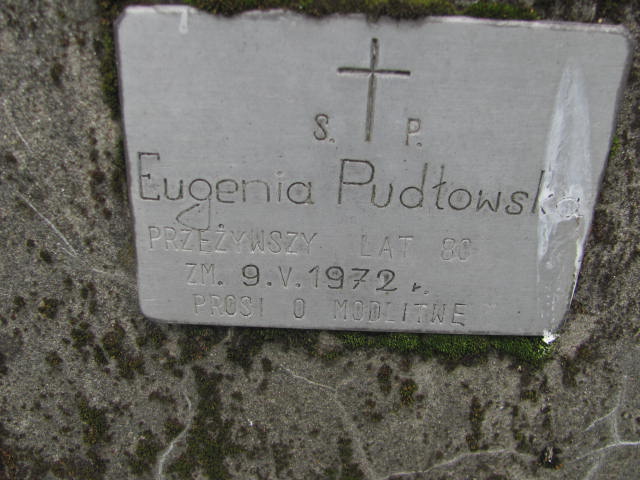 Ś. P.
Eugenia Pudłowska
PRZEŻYWSZY LAT 80
ZM. 9.V.1972 r.
PROSI O MODLITWĘ